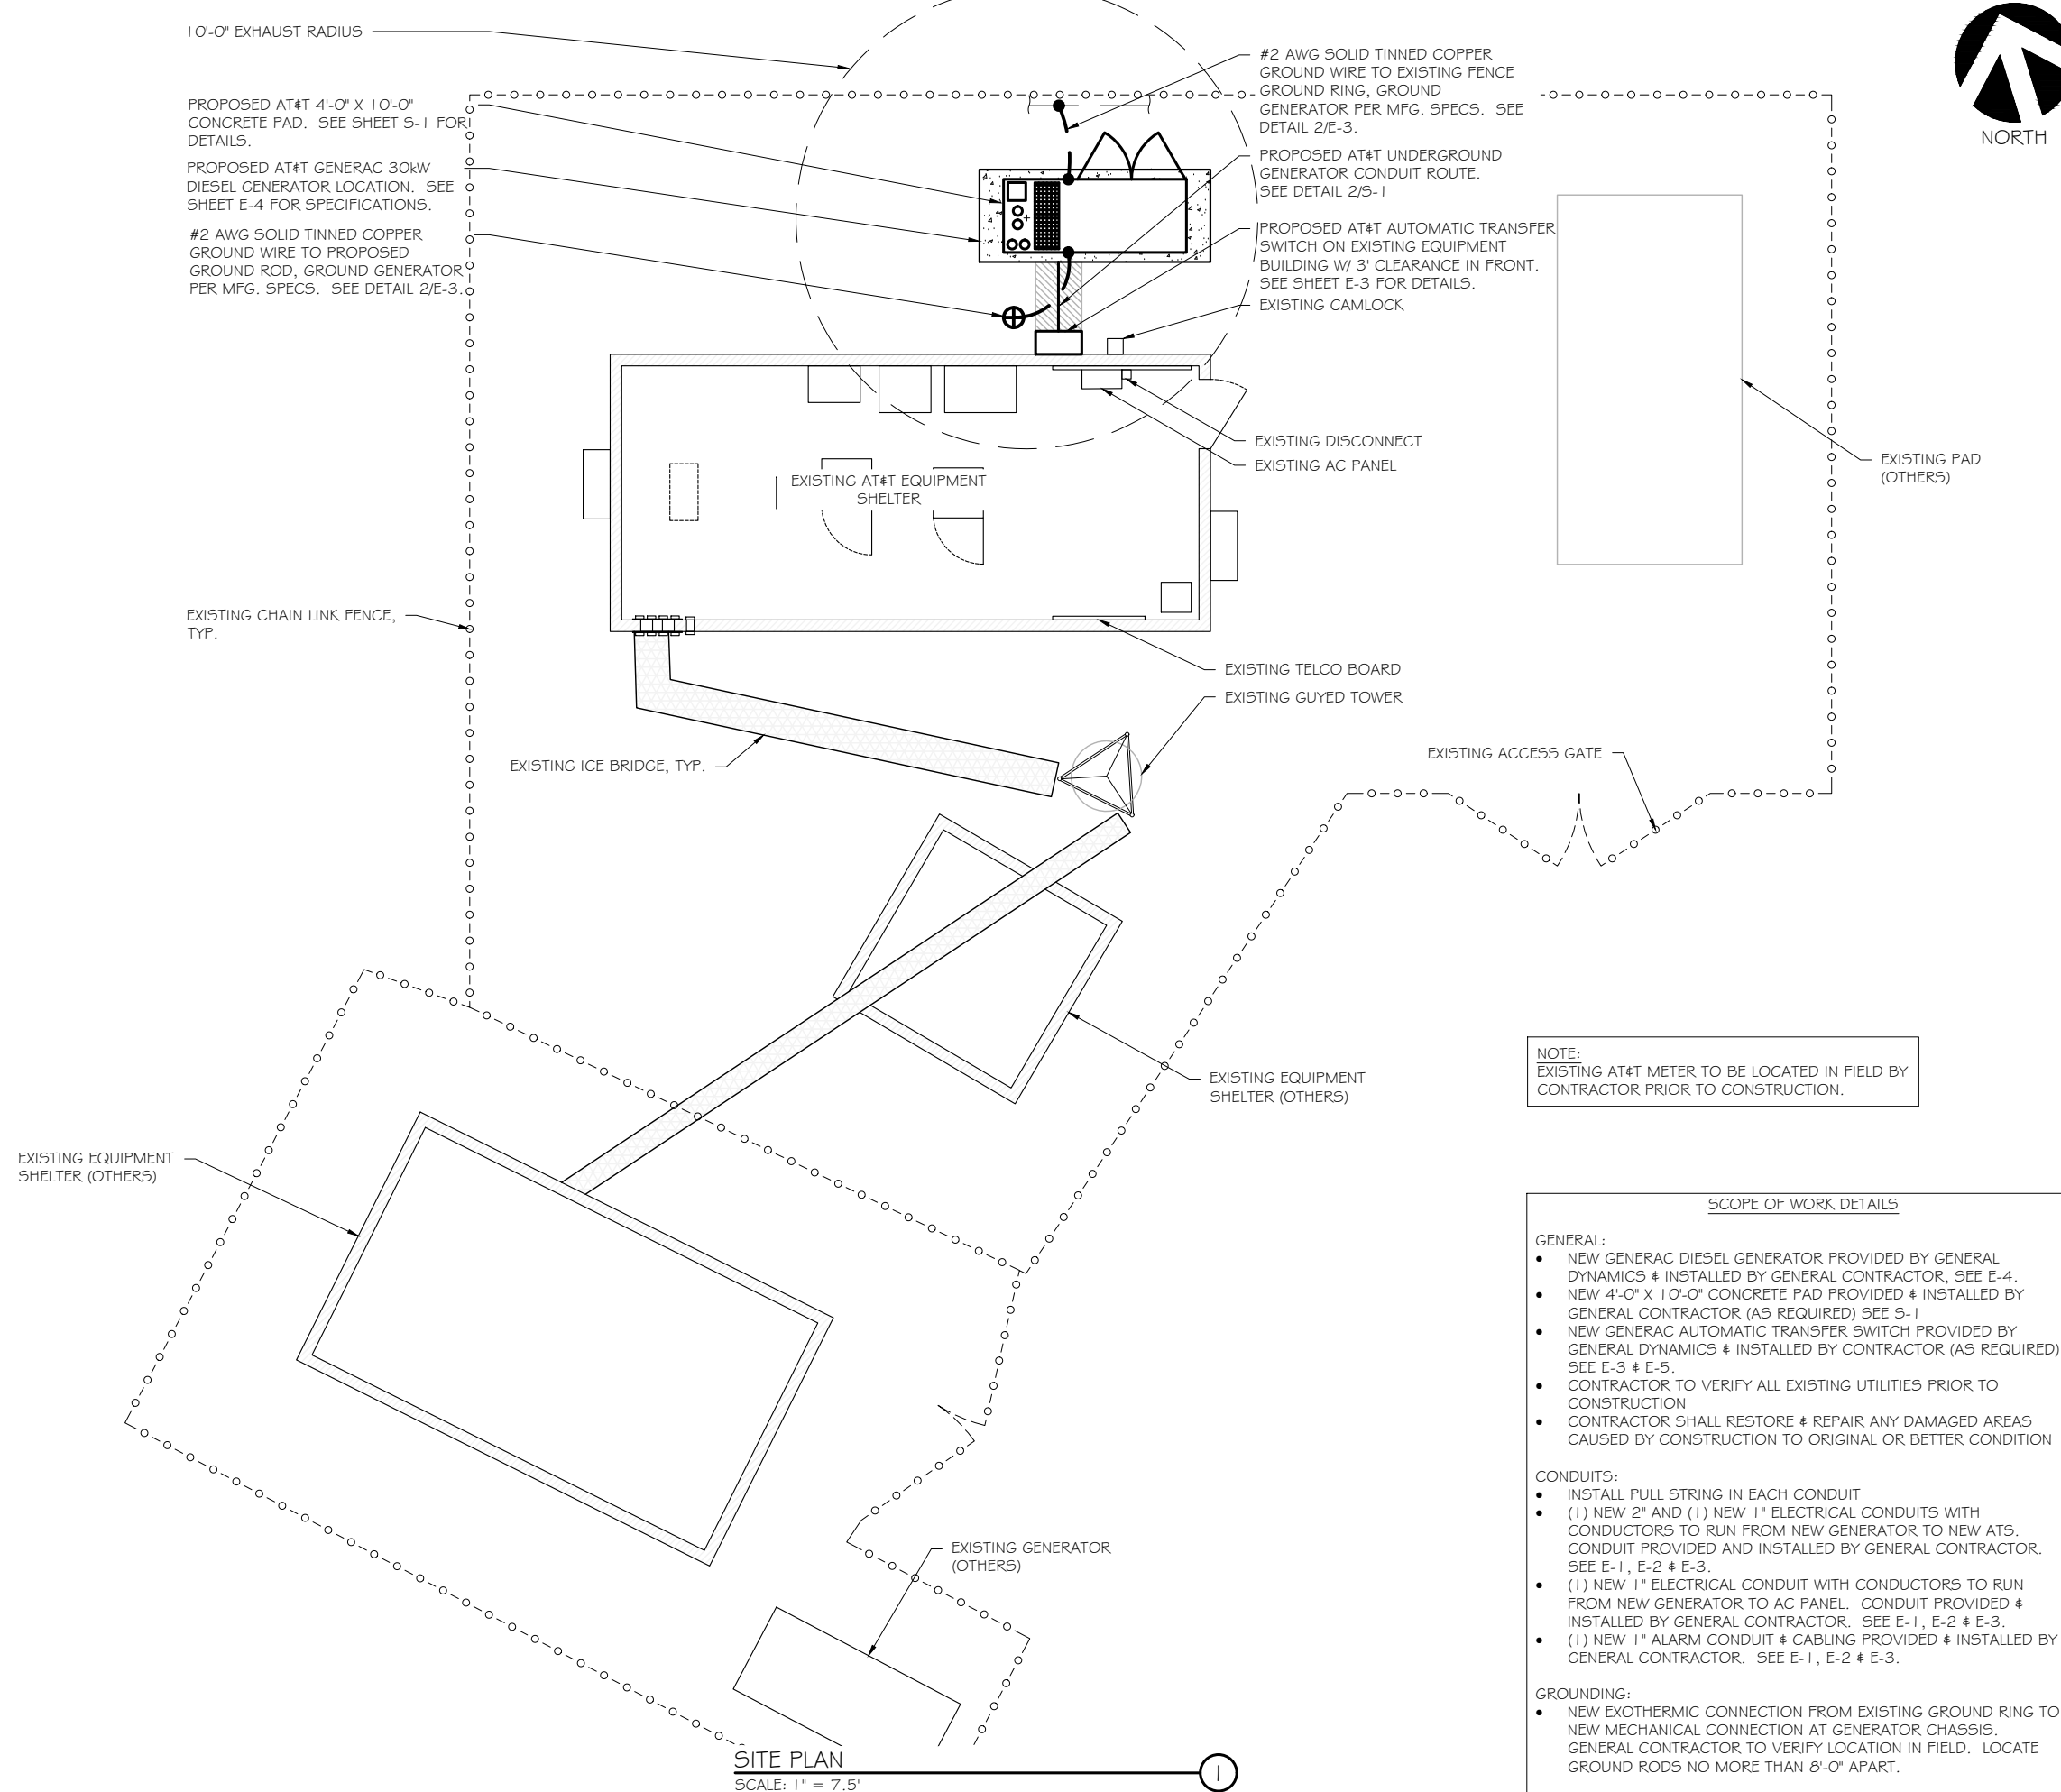 10'-0" EXHAUST RADIUS
PROPOSED AT&T 4'-0" X 10'-0"
CONCRETE PAD. SEE SHEET S-1 FOR
DETAILS.
PROPOSED AT&T GENERAC 30kW
DIESEL GENERATOR LOCATION. SEE
SHEET E-4 FOR SPECIFICATIONS.
#2 AWG SOLID TINNED COPPER
GROUND WIRE TO PROPOSED
GROUND ROD, GROUND GENERATOR
PER MFG. SPECS. SEE DETAIL 2/E-3.
#2 AWG SOLID TINNED COPPER
GROUND WIRE TO EXISTING FENCE
GROUND RING, GROUND
GENERATOR PER MFG. SPECS. SEE
DETAIL 2/E-3.
PROPOSED AT&T UNDERGROUND
GENERATOR CONDUIT ROUTE.
SEE DETAIL 2/S-1
PROPOSED AT&T AUTOMATIC TRANSFER
SWITCH ON EXISTING EQUIPMENT
BUILDING W/ 3' CLEARANCE IN FRONT.
SEE SHEET E-3 FOR DETAILS.
EXISTING CAMLOCK
NORTH
EXISTING DISCONNECT
EXISTING AC PANEL
EXISTING PAD
(OTHERS)
EXISTING AT&T EQUIPMENT
SHELTER
EXISTING CHAIN LINK FENCE,
TYP.
EXISTING TELCO BOARD
EXISTING GUYED TOWER
EXISTING ICE BRIDGE, TYP.
EXISTING ACCESS GATE
EXISTING EQUIPMENT
SHELTER (OTHERS)
EXISTING EQUIPMENT
SHELTER (OTHERS)
EXISTING GENERATOR
(OTHERS)
NOTE:
EXISTING AT&T METER TO BE LOCATED IN FIELD BY
CONTRACTOR PRIOR TO CONSTRUCTION.
SCOPE OF WORK DETAILS
GENERAL:
• NEW GENERAC DIESEL GENERATOR PROVIDED BY GENERAL
DYNAMICS & INSTALLED BY GENERAL CONTRACTOR, SEE E-4.
• NEW 4'-0" X 10'-0" CONCRETE PAD PROVIDED & INSTALLED BY
GENERAL CONTRACTOR (AS REQUIRED) SEE S-1
• NEW GENERAC AUTOMATIC TRANSFER SWITCH PROVIDED BY
GENERAL DYNAMICS & INSTALLED BY CONTRACTOR (AS REQUIRED)
SEE E-3 & E-5.
• CONTRACTOR TO VERIFY ALL EXISTING UTILITIES PRIOR TO
CONSTRUCTION
• CONTRACTOR SHALL RESTORE & REPAIR ANY DAMAGED AREAS
CAUSED BY CONSTRUCTION TO ORIGINAL OR BETTER CONDITION
CONDUITS:
• INSTALL PULL STRING IN EACH CONDUIT
• (1) NEW 2" AND (1) NEW 1" ELECTRICAL CONDUITS WITH
CONDUCTORS TO RUN FROM NEW GENERATOR TO NEW ATS.
CONDUIT PROVIDED AND INSTALLED BY GENERAL CONTRACTOR.
SEE E-1, E-2 & E-3.
• (1) NEW 1" ELECTRICAL CONDUIT WITH CONDUCTORS TO RUN
FROM NEW GENERATOR TO AC PANEL. CONDUIT PROVIDED &
INSTALLED BY GENERAL CONTRACTOR. SEE E-1, E-2 & E-3.
• (1) NEW 1" ALARM CONDUIT & CABLING PROVIDED & INSTALLED BY
GENERAL CONTRACTOR. SEE E-1, E-2 & E-3.
GROUNDING:
• NEW EXOTHERMIC CONNECTION FROM EXISTING GROUND RING TO
NEW MECHANICAL CONNECTION AT GENERATOR CHASSIS.
GENERAL CONTRACTOR TO VERIFY LOCATION IN FIELD. LOCATE
GROUND RODS NO MORE THAN 8'-0" APART.
SITE PLAN
SCALE: 1" = 7.5'
1